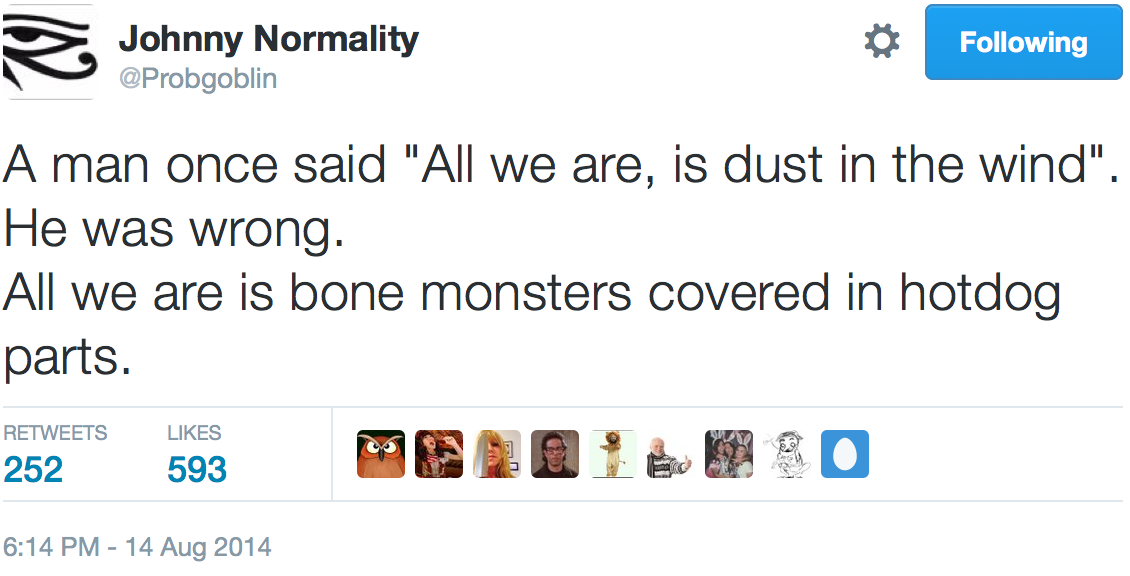 Johnny Normality
@Probgoblin
Following
A man once said "All we are, is dust in the wind".
He was wrong.
All we are is bone monsters covered in hotdog
parts.
RETWEETS LIKES
252 593
6:14 PM - 14 Aug 2014